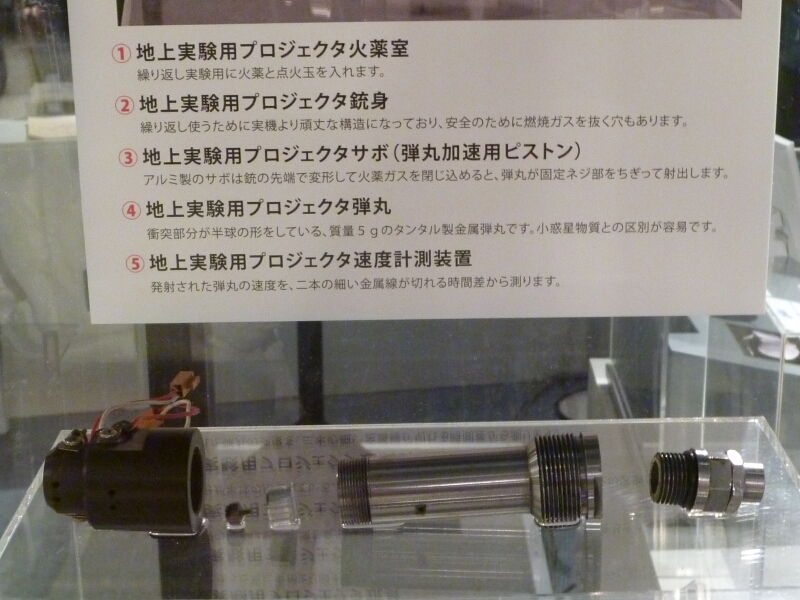 ①地上実験用プロジェクタ火薬室
繰り返し実験用に火薬と点火玉を入れます。
②地上実験用プロジェクタ銃身
繰り返し使うために実機より頑丈な構造になっており、安全のために燃焼ガスを抜く穴もあります。
③地上実験用プロジェクタサボ(弾丸加速用ピストン)
アルミ製のサボは銃の先端で変形して火薬ガスを閉じ込めると、弾丸が固定ネジ部をちぎって射出します。
④地上実験用プロジェクタ弾丸
衝突部分が半球の形をしている、質量5gのタンタル製金属弾丸です。小惑星物質との区別が容易です。
⑤地上実験用プロジェクタ速度計測装置
発射された弾丸の速度を、二本の細い金属線が切れる時間差から測ります。